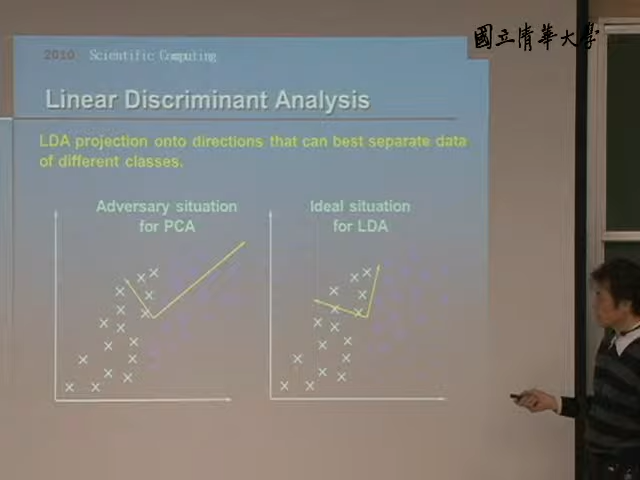 國立清華大學
2010 Scientific Computing
Linear Discriminant Analysis
LDA projection onto directions that can best separate data
of different classes.
Adversary situation
for PCA
Ideal situation
for LDA